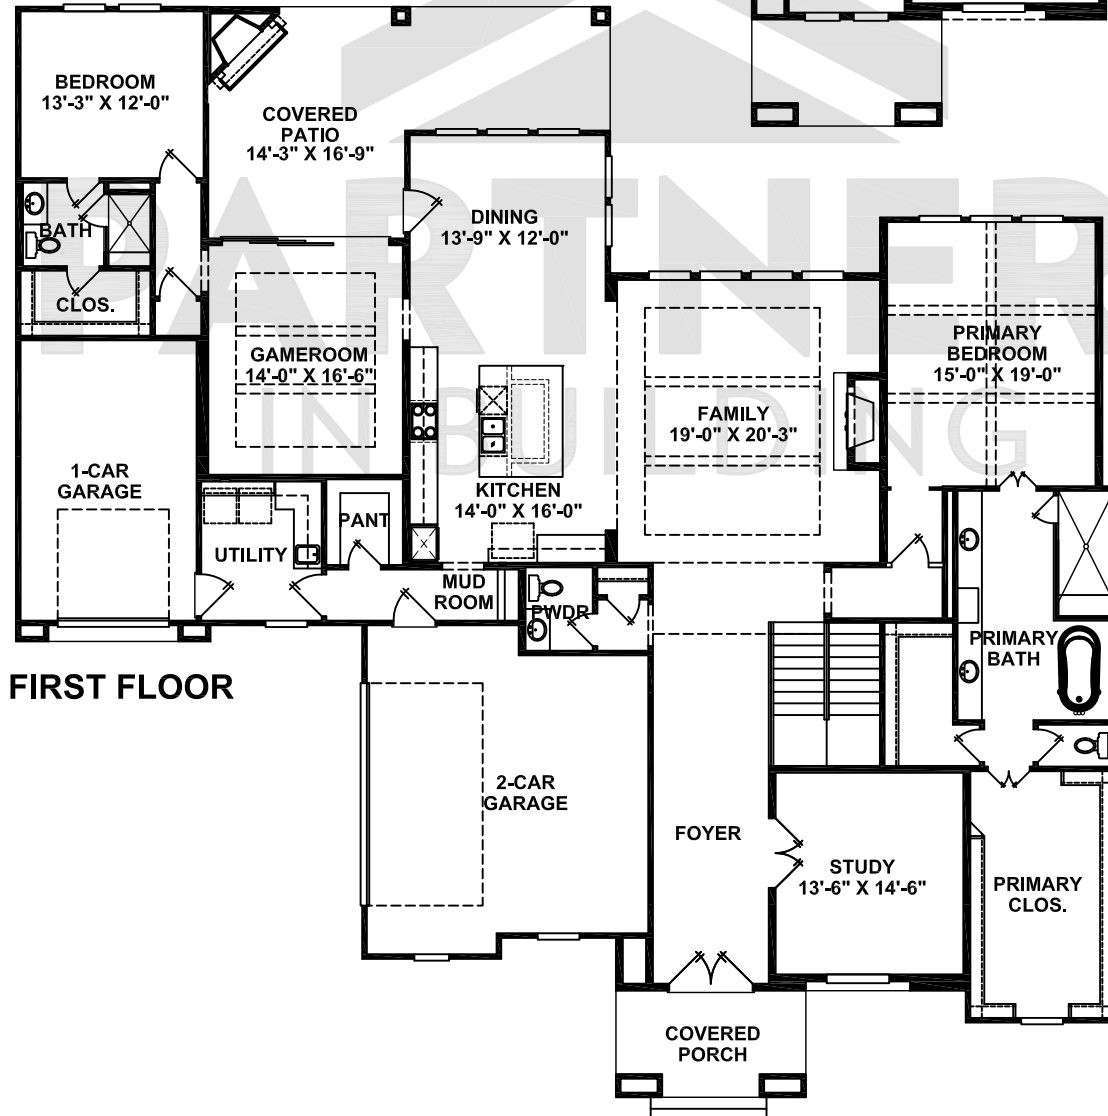 BEDROOM
13'-3" X 12'-0"
COVERED
PATIO
14'-3" X 16'-9"
DINING
13'-9" X 12'-0"
BATH
CLOS.
PARTNER
IN BUILDING
GAMEROOM
14'-0" X 16'-6"
PRIMARY
BEDROOM
15'-0" X 19'-0"
FAMILY
19'-0" X 20'-3"
1-CAR
GARAGE
KITCHEN
14'-0" X 16'-0"
PANT
UTILITY
MUD
ROOM
PWDR
PRIMARY
BATH
FIRST FLOOR
2-CAR
GARAGE
FOYER
STUDY
13'-6" X 14'-6"
PRIMARY
CLOS.
COVERED
PORCH